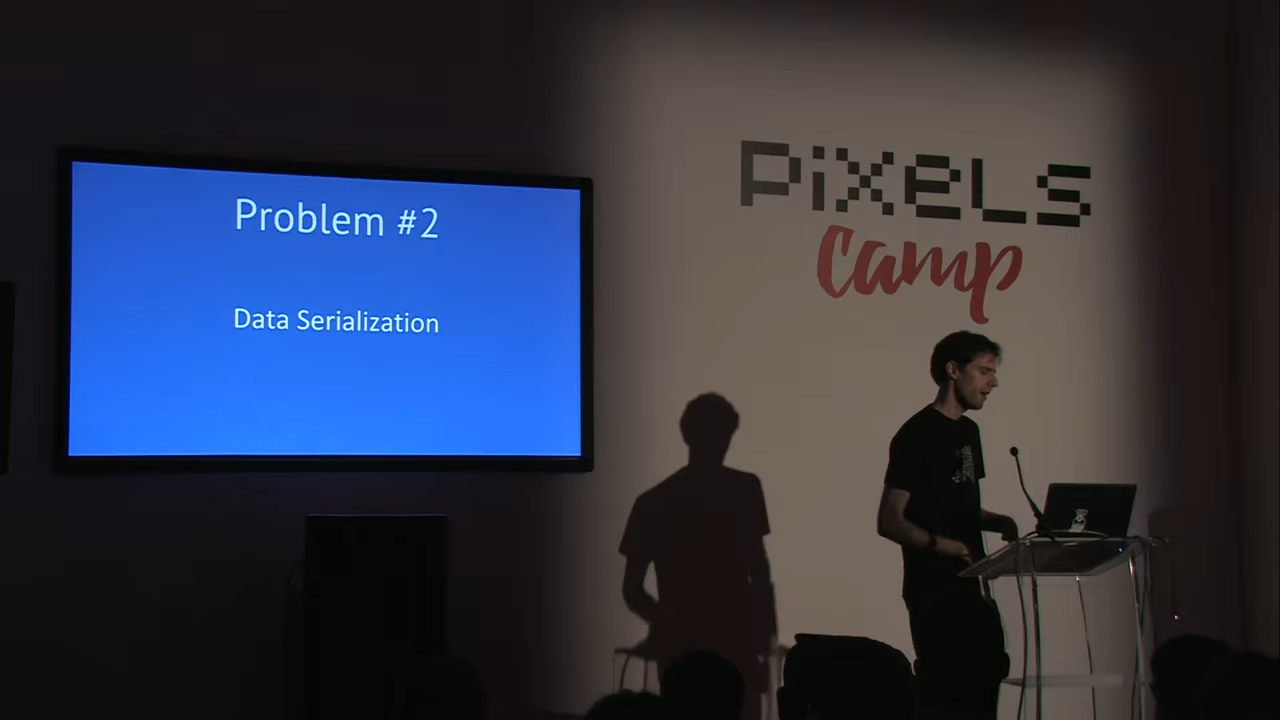 Problem #2
Data Serialization
pixels
camp